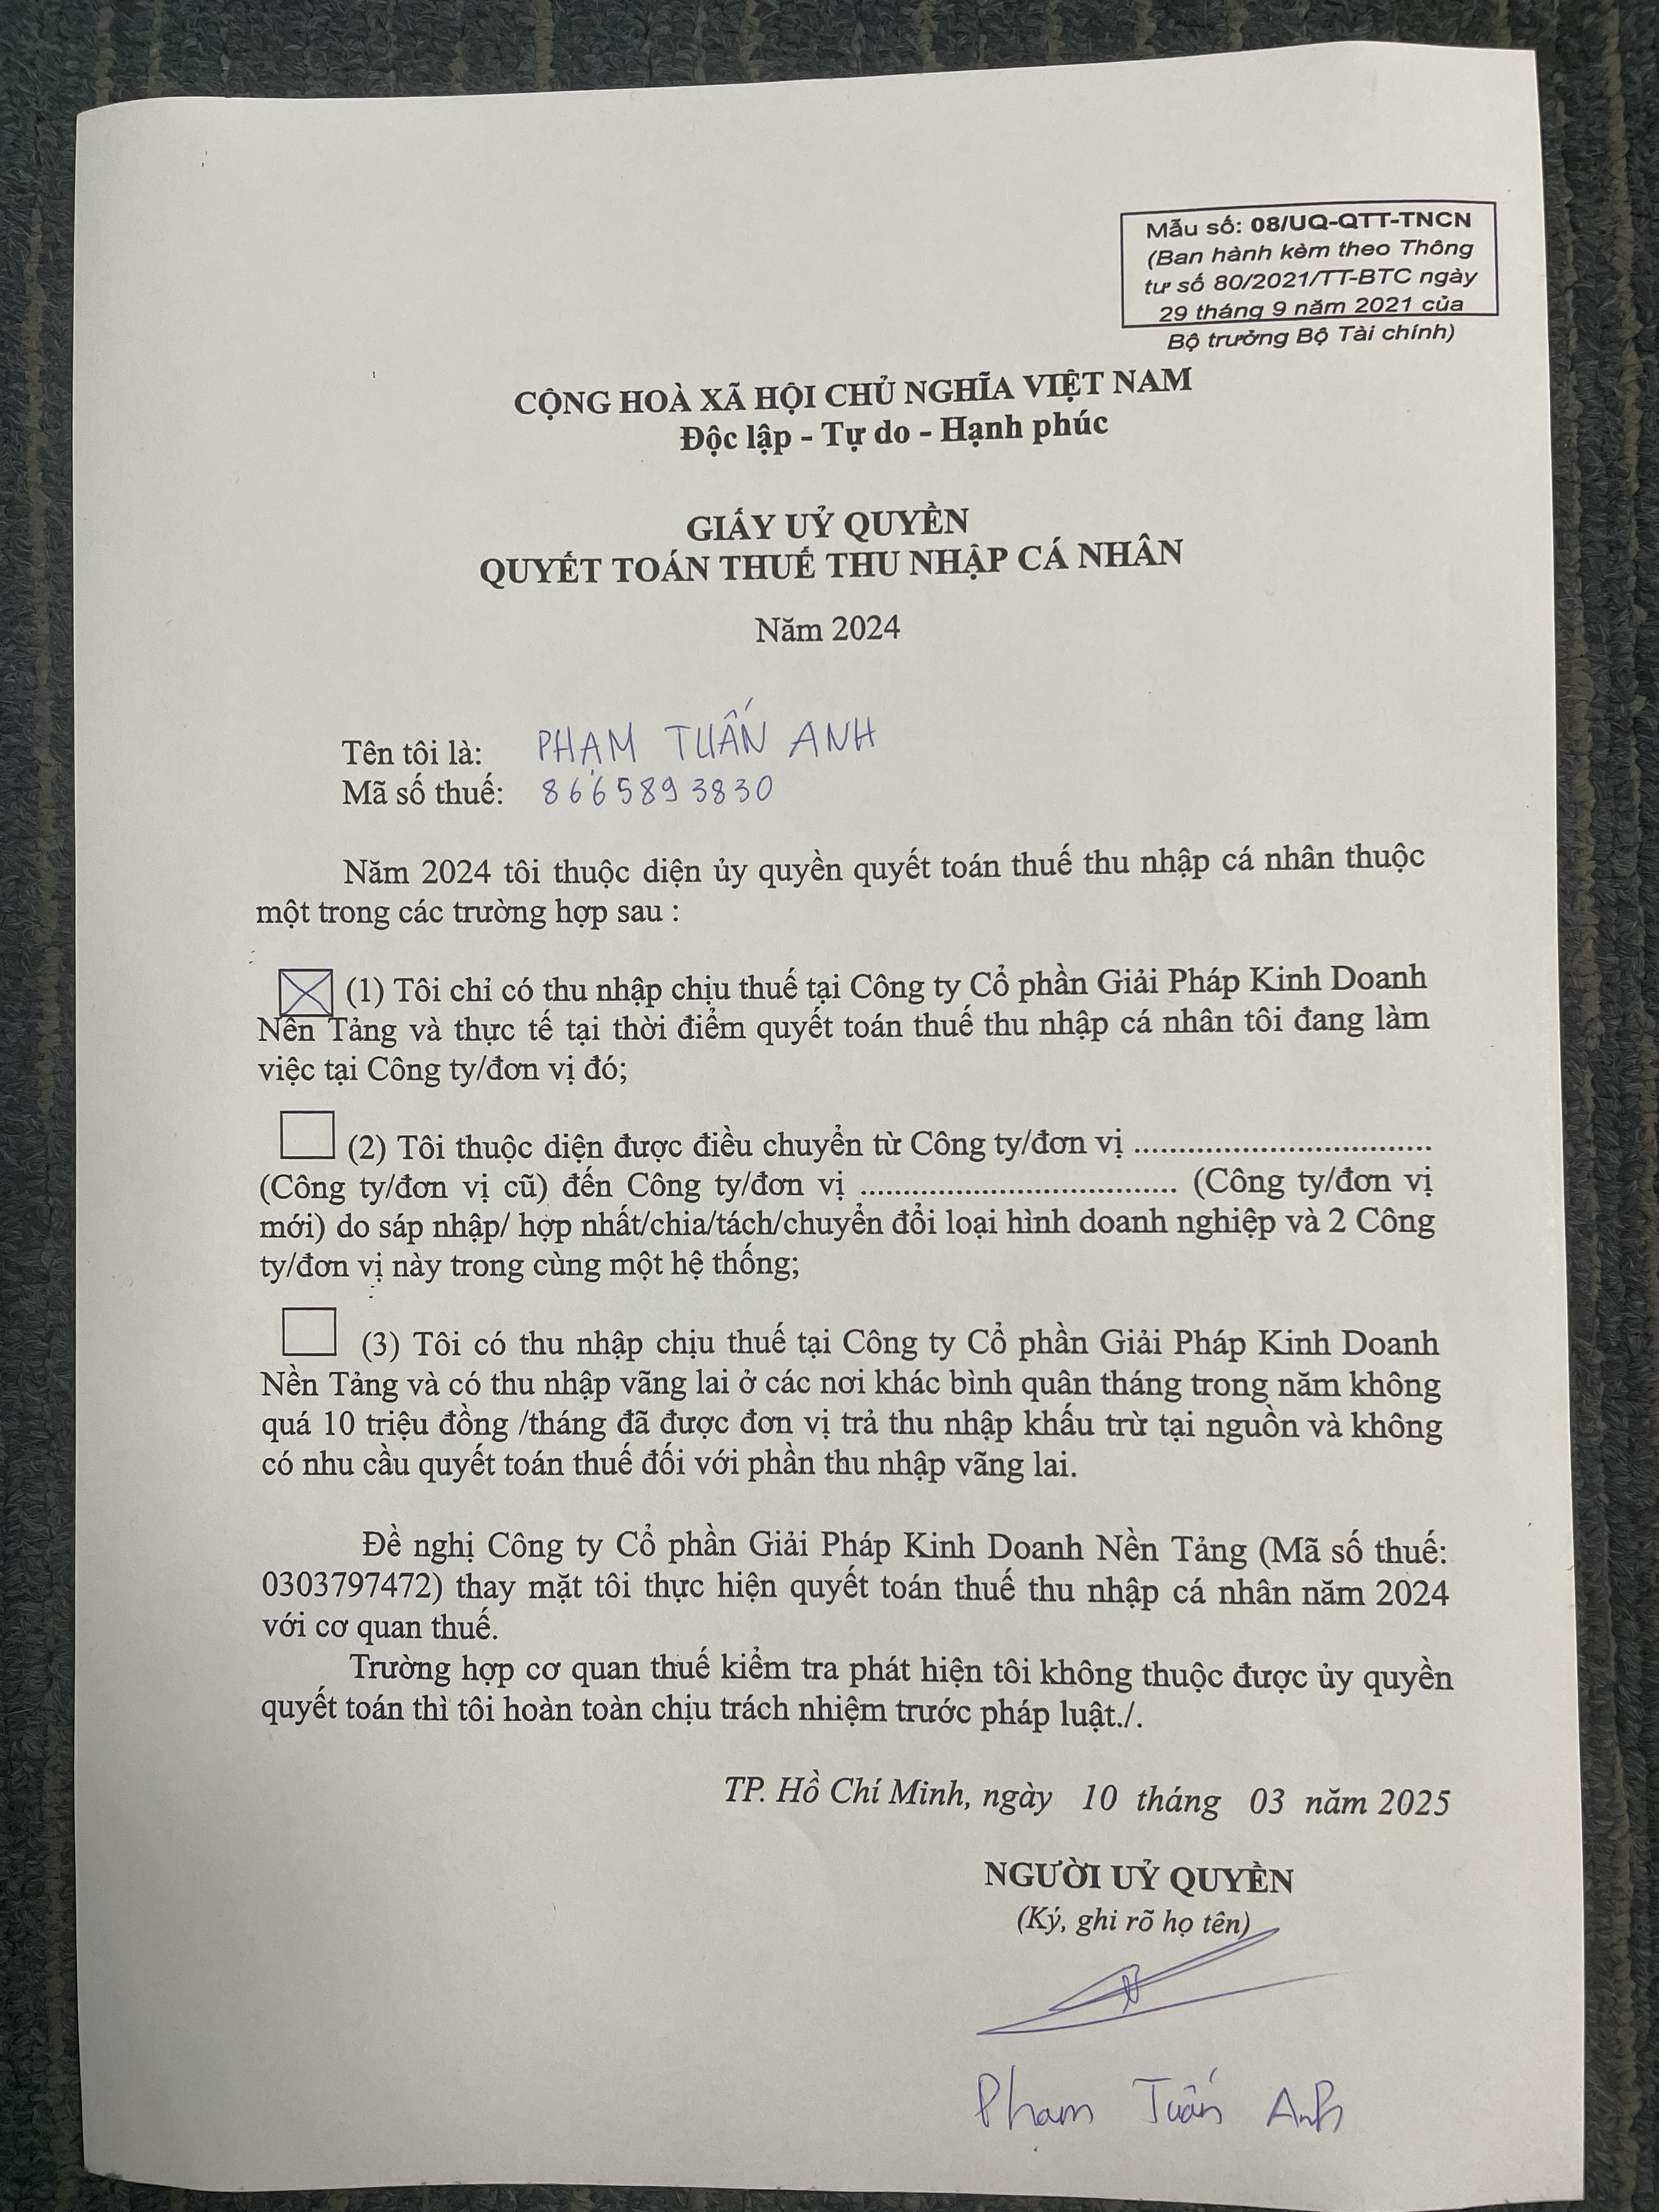 Mẫu số: 08/UQ-QTT-TNCN
(Ban hành kèm theo Thông
tư số 80/2021/TT-BTC ngày
29 tháng 9 năm 2021 của
Bộ trưởng Bộ Tài chính)
CỘNG HOÀ XÃ HỘI CHỦ NGHĨA VIỆT NAM
Độc lập - Tự do - Hạnh phúc
GIẤY UỶ QUYỀN
QUYẾT TOÁN THUẾ THU NHẬP CÁ NHÂN
Năm 2024
Tên tôi là: PHẠM TUẤN ANH
Mã số thuế: 8665893830
Năm 2024 tôi thuộc diện ủy quyền quyết toán thuế thu nhập cá nhân thuộc
một trong các trường hợp sau :
(1) Tôi chỉ có thu nhập chịu thuế tại Công ty Cổ phần Giải Pháp Kinh Doanh
Nền Tảng và thực tế tại thời điểm quyết toán thuế thu nhập cá nhân tôi đang làm
việc tại Công ty/đơn vị đó;
(2) Tôi thuộc diện được điều chuyển từ Công ty/đơn vị ..................................
(Công ty/đơn vị cũ) đến Công ty/đơn vị ..................................... (Công ty/đơn vị
mới) do sáp nhập/ hợp nhất/chia/tách/chuyển đổi loại hình doanh nghiệp và 2 Công
ty/đơn vị này trong cùng một hệ thống;
(3) Tôi có thu nhập chịu thuế tại Công ty Cổ phần Giải Pháp Kinh Doanh
Nền Tảng và có thu nhập vãng lai ở các nơi khác bình quân tháng trong năm không
quá 10 triệu đồng /tháng đã được đơn vị trả thu nhập khấu trừ tại nguồn và không
có nhu cầu quyết toán thuế đối với phần thu nhập vãng lai.
Đề nghị Công ty Cổ phần Giải Pháp Kinh Doanh Nền Tảng (Mã số thuế:
0303797472) thay mặt tôi thực hiện quyết toán thuế thu nhập cá nhân năm 2024
với cơ quan thuế.
Trường hợp cơ quan thuế kiểm tra phát hiện tôi không thuộc được ủy quyền
quyết toán thì tôi hoàn toàn chịu trách nhiệm trước pháp luật./.
TP. Hồ Chí Minh, ngày 10 tháng 03 năm 2025
NGƯỜI UỶ QUYỀN
(Ký, ghi rõ họ tên)
Phạm Tuấn Anh